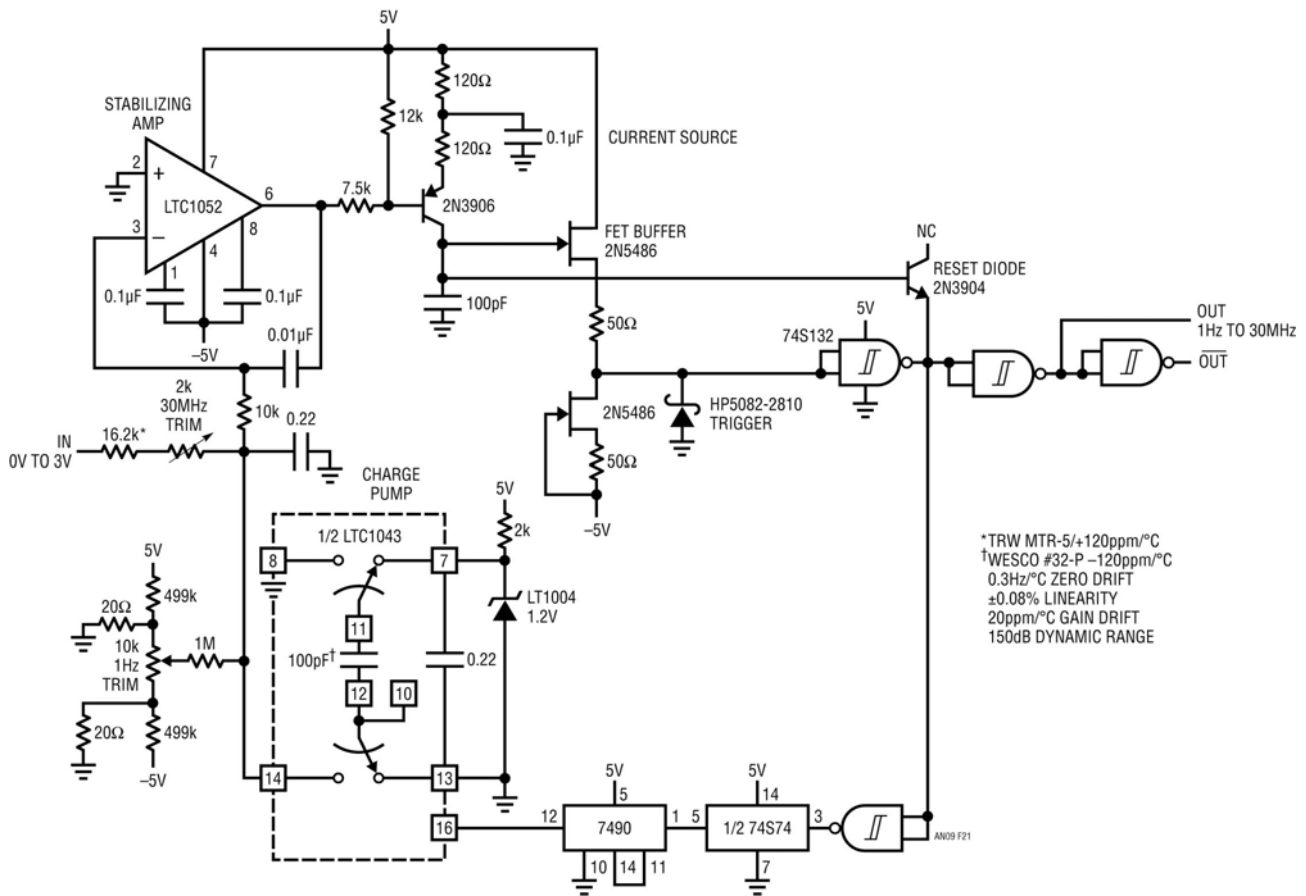 5V
120Ω
STABILIZING
AMP
12k
0.1µF
CURRENT SOURCE
2
+
7
120Ω
LTC1052
6
7.5k
2N3906
3
–
8
4
1
FET BUFFER
2N5486
NC
RESET DIODE
2N3904
0.1µF
0.1µF
100pF
–5V
0.01µF
50Ω
5V
74S132
OUT
1Hz TO 30MHz
OUT
2k
30MHz
TRIM
10k
2N5486
HP5082-2810
TRIGGER
IN
0V TO 3V
16.2k*
0.22
50Ω
–5V
CHARGE
PUMP
5V
2k
1/2 LTC1043
8
7
5V
499k
20Ω
10k
1Hz
TRIM
1M
11
100pF†
12
10
0.22
LT1004
1.2V
20Ω
499k
–5V
14
13
16
*TRW MTR-5/+120ppm/°C
†WESCO #32-P –120ppm/°C
0.3Hz/°C ZERO DRIFT
±0.08% LINEARITY
20ppm/°C GAIN DRIFT
150dB DYNAMIC RANGE
5V
5
12
7490
1
10
14
11
5V
14
5
1/2 74S74
3
7
AN09 F21